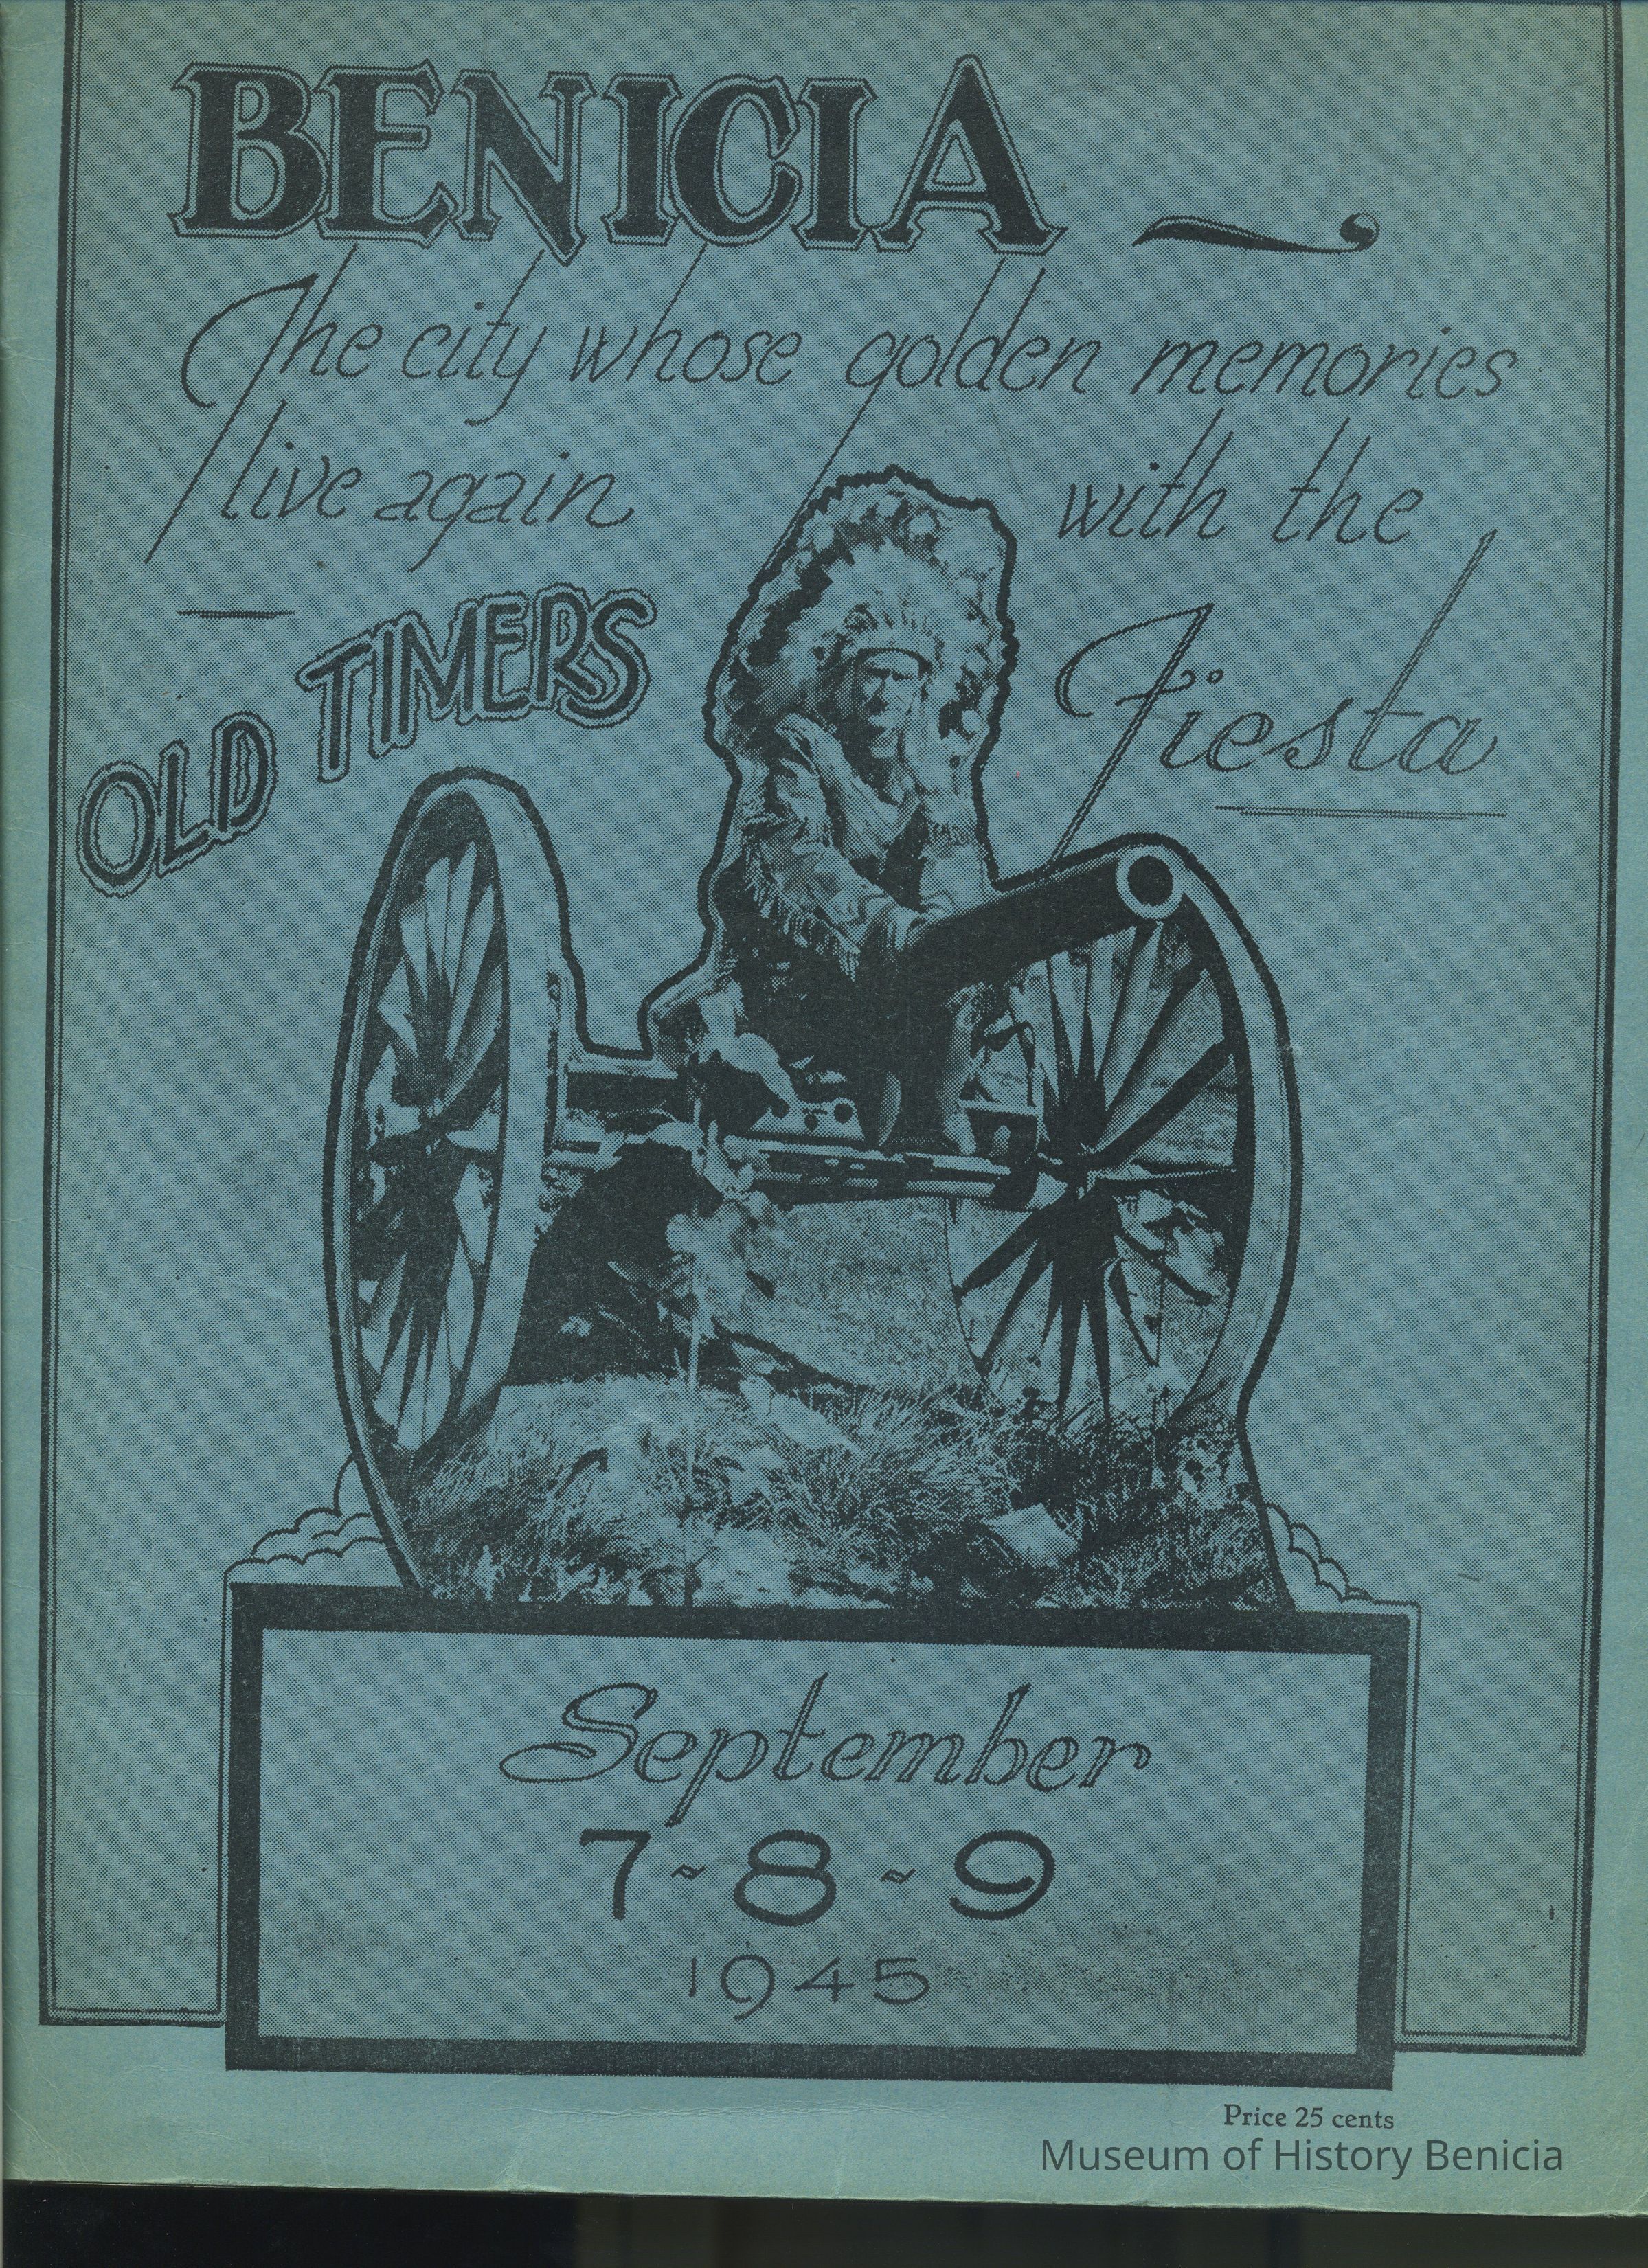 BENICIA
The city whose golden memories
live again with the
OLD TIMERS Fiesta
September
7~8~9
1945
Price 25 cents
Museum of History Benicia